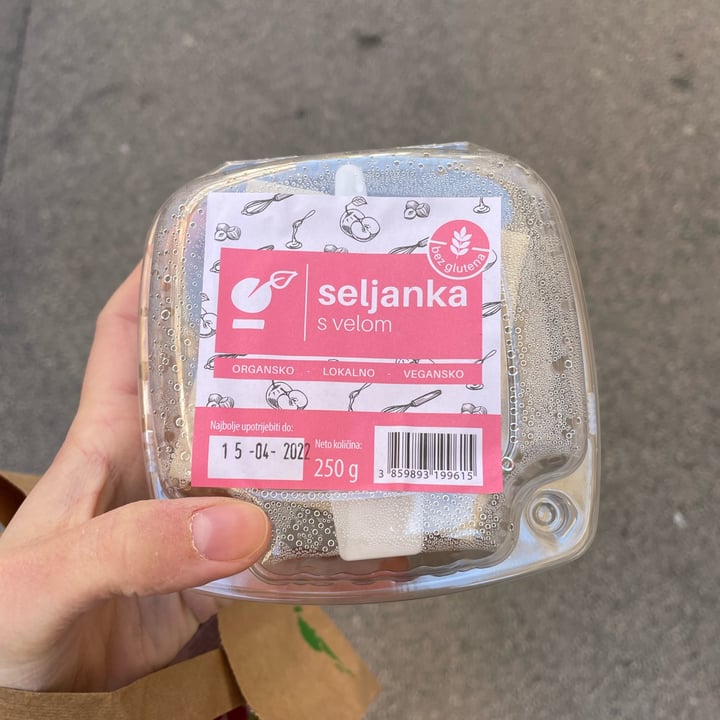 bez glutena
seljanka
s velom
ORGANSKO - LOKALNO - VEGANSKO
Najbolje upotrijebiti do:
15-04-2022
Neto količina:
250 g
3 859893 199615